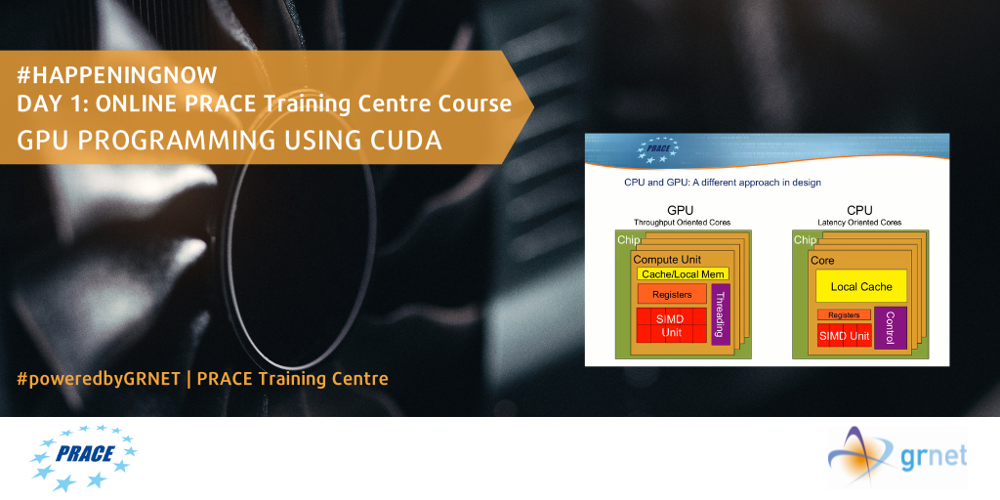 #HAPPENINGNOW
DAY 1: ONLINE PRACE Training Centre Course
GPU PROGRAMMING USING CUDA
PRACE
CPU and GPU: A different approach in design
GPU
Throughput Oriented Cores
Chip
Compute Unit
Cache/Local Mem
Registers
Threading
SIMD
Unit
CPU
Latency Oriented Cores
Chip
Core
Local Cache
Registers
Control
SIMD Unit
#poweredbyGRNET | PRACE Training Centre
PRACE
grnet